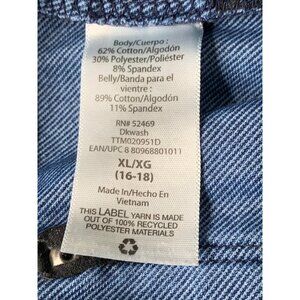 Body/Cuerpo :
62% Cotton/Algodón
30% Polyester/Poliéster
8% Spandex
Belly/Banda para el
vientre :
89% Cotton/Algodón
11% Spandex
RN# 52469
Dkwash
TTM020951D
EAN/UPC 8 80968801011
XL/XG
(16-18)
Made In/Hecho En
Vietnam
THIS LABEL YARN IS MADE
OUT OF 100% RECYCLED
POLYESTER MATERIALS